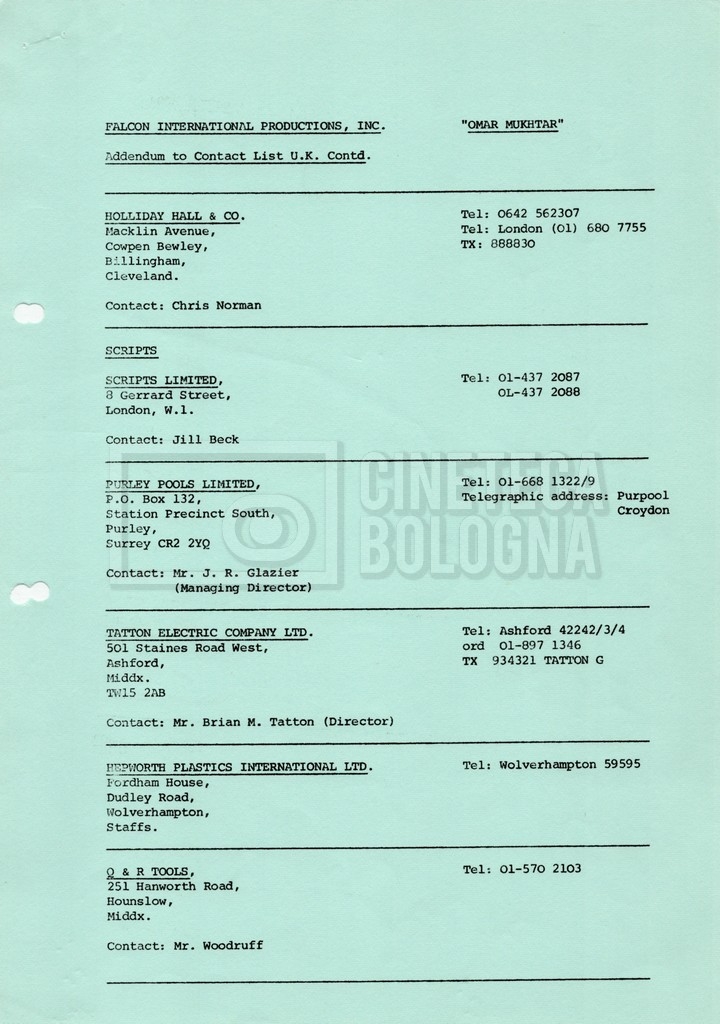 FALCON INTERNATIONAL PRODUCTIONS, INC. "OMAR MUKHTAR"
Addendum to Contact List U.K. Contd.
HOLLIDAY HALL & CO. Tel: 0642 562307
Macklin Avenue, Tel: London (01) 680 7755
Cowpen Bewley, TX: 888830
Billingham,
Cleveland.
Contact: Chris Norman
SCRIPTS
SCRIPTS LIMITED, Tel: 01-437 2087
8 Gerrard Street, OL-437 2088
London, W.1.
Contact: Jill Beck
PURLEY POOLS LIMITED, Tel: 01-668 1322/9
P.O. Box 132, Telegraphic address: Purpool
Station Precinct South, Croydon
Purley,
Surrey CR2 2YQ
Contact: Mr. J. R. Glazier
(Managing Director)
CINETECA
BOLOGNA
TATTON ELECTRIC COMPANY LTD. Tel: Ashford 42242/3/4
501 Staines Road West, ord 01-897 1346
Ashford, TX 934321 TATTON G
Middx.
TW15 2AB
Contact: Mr. Brian M. Tatton (Director)
HEPWORTH PLASTICS INTERNATIONAL LTD. Tel: Wolverhampton 59595
Fordham House,
Dudley Road,
Wolverhampton,
Staffs.
Q & R TOOLS, Tel: 01-570 2103
251 Hanworth Road,
Hounslow,
Middx.
Contact: Mr. Woodruff